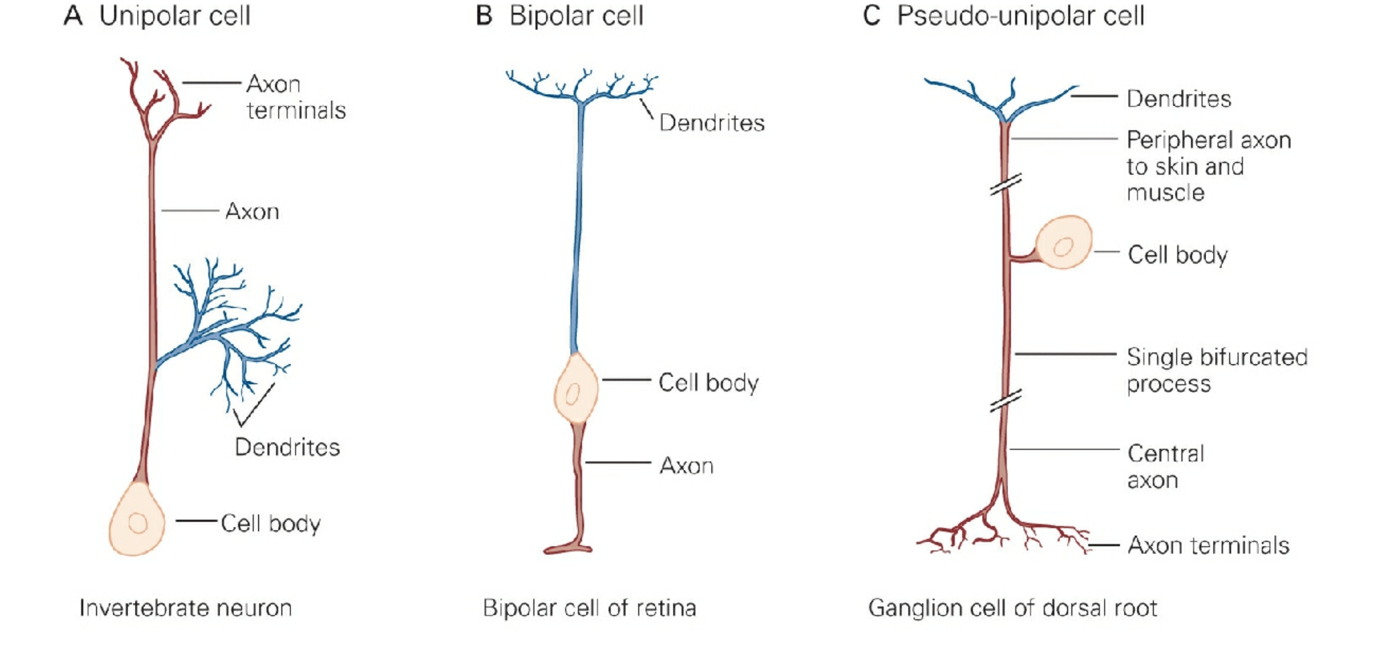 A Unipolar cell
Axon
terminals
Axon
Dendrites
Cell body
Invertebrate neuron
B Bipolar cell
Dendrites
Cell body
Axon
Bipolar cell of retina
C Pseudo-unipolar cell
Dendrites
Peripheral axon
to skin and
muscle
Cell body
Single bifurcated
process
Central
axon
Axon terminals
Ganglion cell of dorsal root